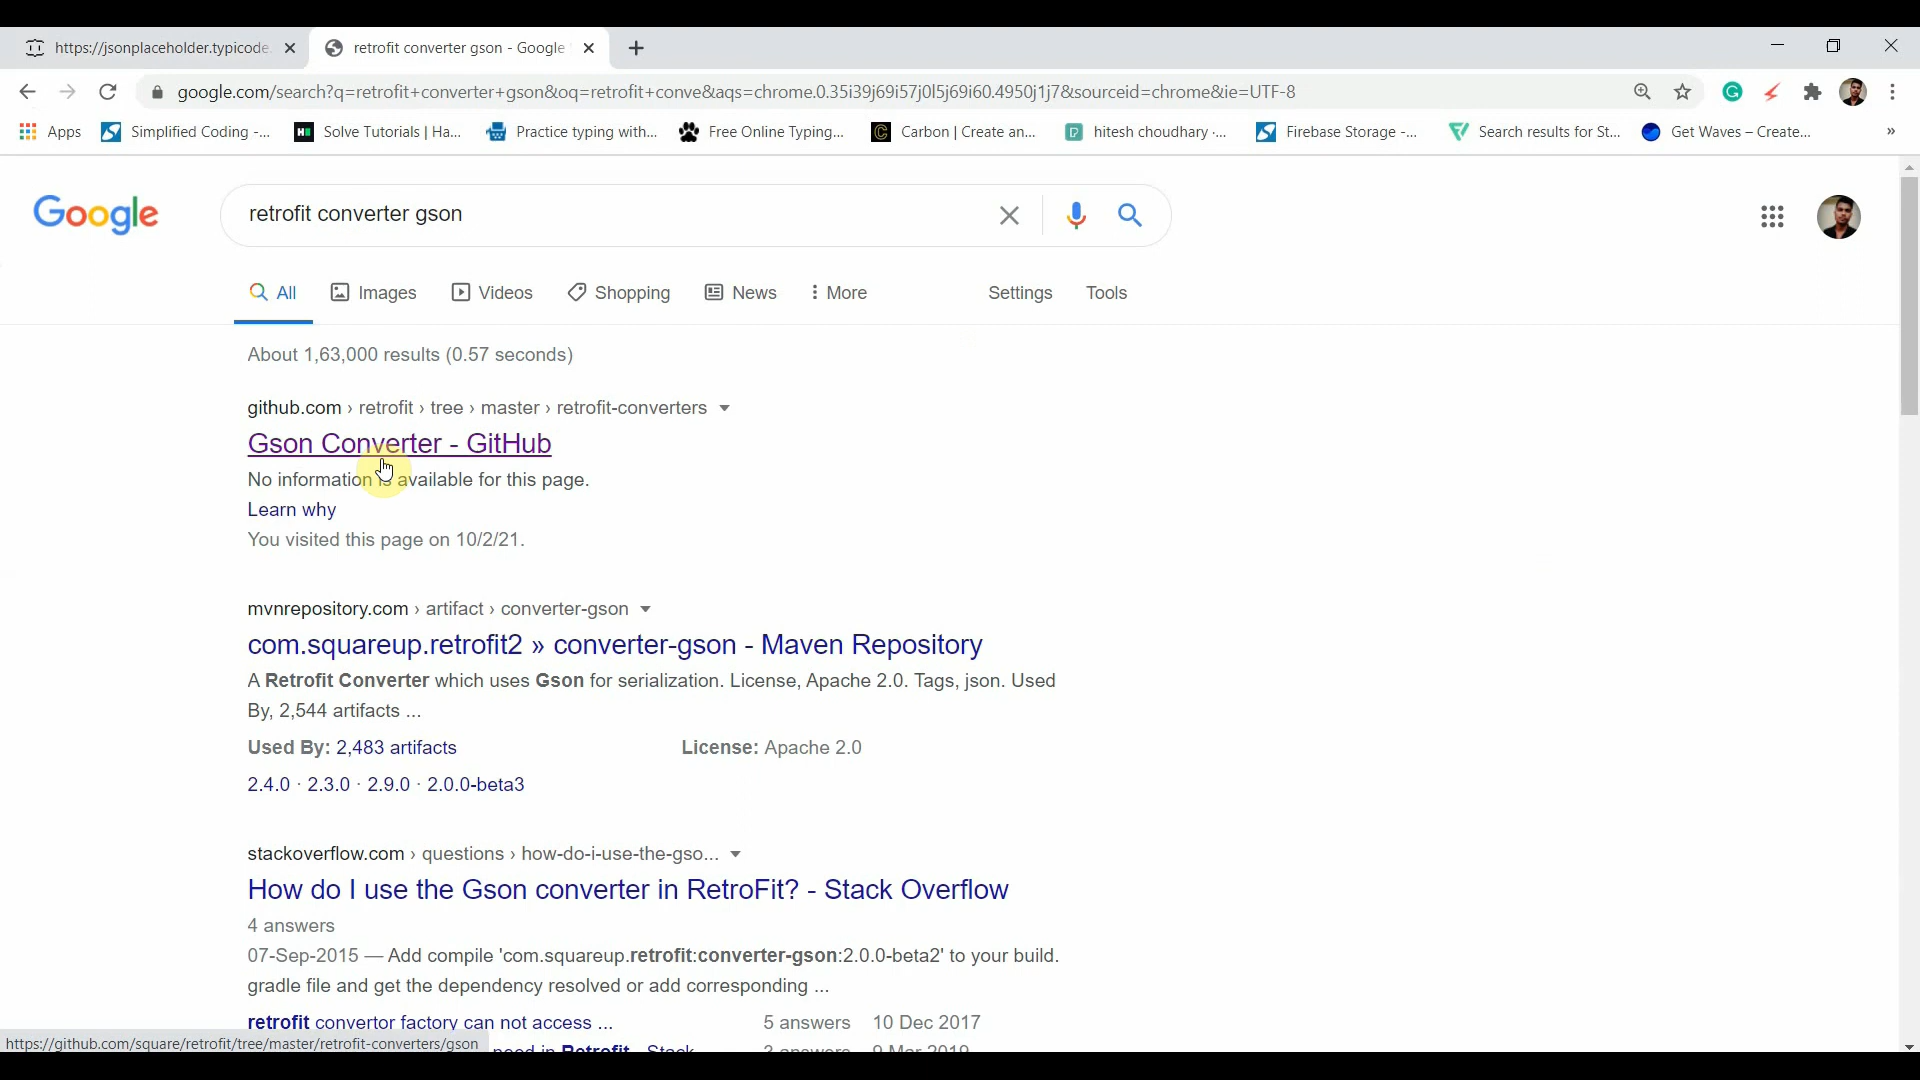 https://jsonplaceholder.typicode.
retrofit converter gson - Google
google.com/search?q=retrofit+converter+gson&oq=retrofit+conve&aqs=chrome.0.35i39j69i57j0l5j69i60.4950j1j7&sourceid=chrome&ie=UTF-8
Apps
Simplified Coding -...
Solve Tutorials | Ha...
Practice typing with...
Free Online Typing...
Carbon | Create an...
hitesh choudhary -...
Firebase Storage -...
Search results for St...
Get Waves – Create...
»
Google
retrofit converter gson
All
Images
Videos
Shopping
News
More
Settings
Tools
About 1,63,000 results (0.57 seconds)
github.com › retrofit › tree › master › retrofit-converters
Gson Converter - GitHub
No information is available for this page.
Learn why
You visited this page on 10/2/21.
mvnrepository.com › artifact › converter-gson
com.squareup.retrofit2 » converter-gson - Maven Repository
A Retrofit Converter which uses Gson for serialization. License, Apache 2.0. Tags, json. Used
By, 2,544 artifacts ...
Used By: 2,483 artifacts
License: Apache 2.0
2.4.0 · 2.3.0 · 2.9.0 · 2.0.0-beta3
stackoverflow.com › questions › how-do-i-use-the-gso...
How do I use the Gson converter in RetroFit? - Stack Overflow
4 answers
07-Sep-2015 — Add compile 'com.squareup.retrofit:converter-gson:2.0.0-beta2' to your build.
gradle file and get the dependency resolved or add corresponding ...
retrofit convertor factory can not access ...
5 answers
10 Dec 2017
https://github.com/square/retrofit/tree/master/retrofit-converters/gson
need in Retrofit - Stack
2 answers
9 Mar 2019